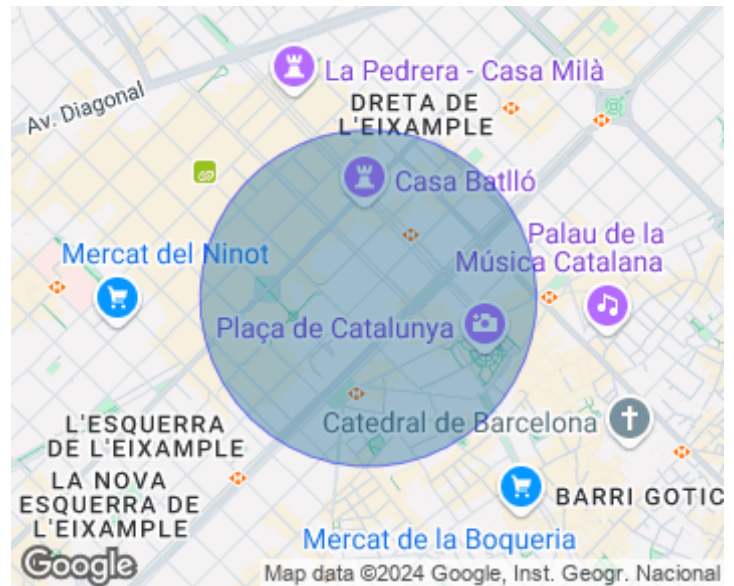 La Pedrera - Casa Milà
Av. Diagonal
DRETA DE
L'EIXAMPLE
Casa Batlló
Palau de la
Música Catalana
Mercat del Ninot
Plaça de Catalunya
L'ESQUERRA
DE L'EIXAMPLE
Catedral de Barcelona
LA NOVA
ESQUERRA DE
L'EIXAMPLE
BARRI GOTIC
Mercat de la Boqueria
Google
Map data ©2024 Google, Inst. Geogr. Nacional